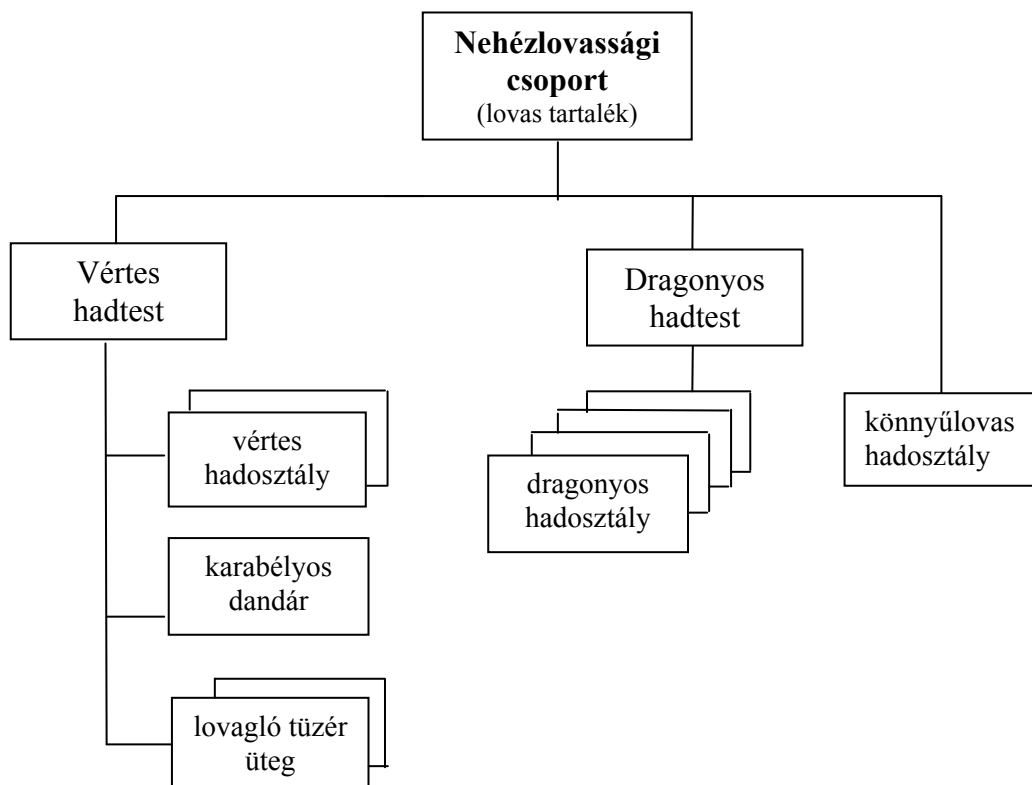 Nehézlovassági
csoport
(lovas tartalék)
Vértes
hadtest
Dragonyos
hadtest
vértes
hadosztály
dragonyos
hadosztály
könnyűlovas
hadosztály
karabélyos
dandár
lovagló tüzér
üteg